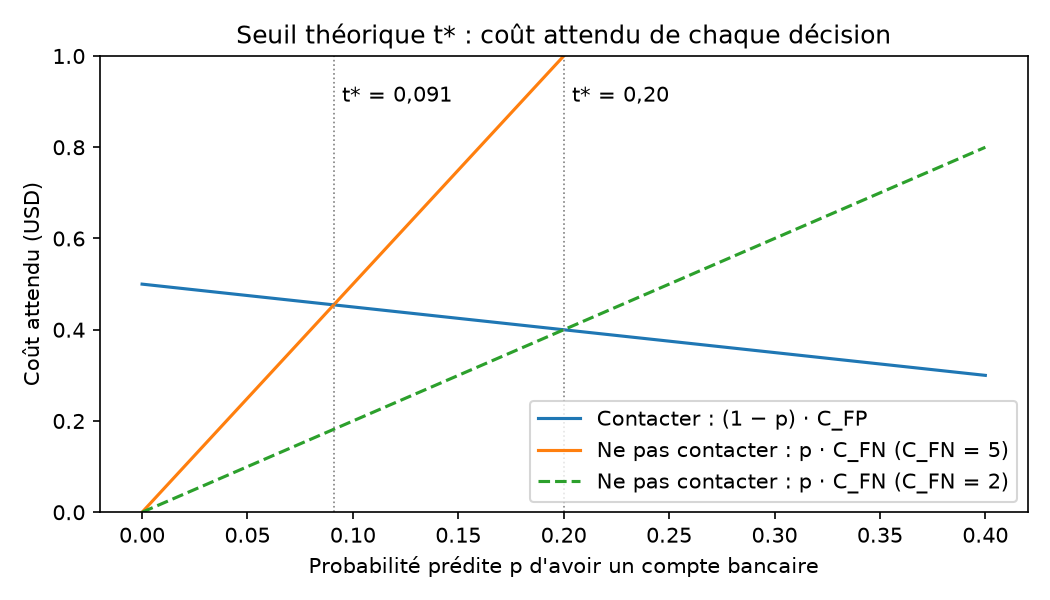 Seuil théorique t* : coût attendu de chaque décision
1.0
0.8
0.6
0.4
0.2
0.0
Coût attendu (USD)
t* = 0,091
t* = 0,20
Contacter : (1 − p) · C_FP
Ne pas contacter : p · C_FN (C_FN = 5)
Ne pas contacter : p · C_FN (C_FN = 2)
0.00 0.05 0.10 0.15 0.20 0.25 0.30 0.35 0.40
Probabilité prédite p d'avoir un compte bancaire